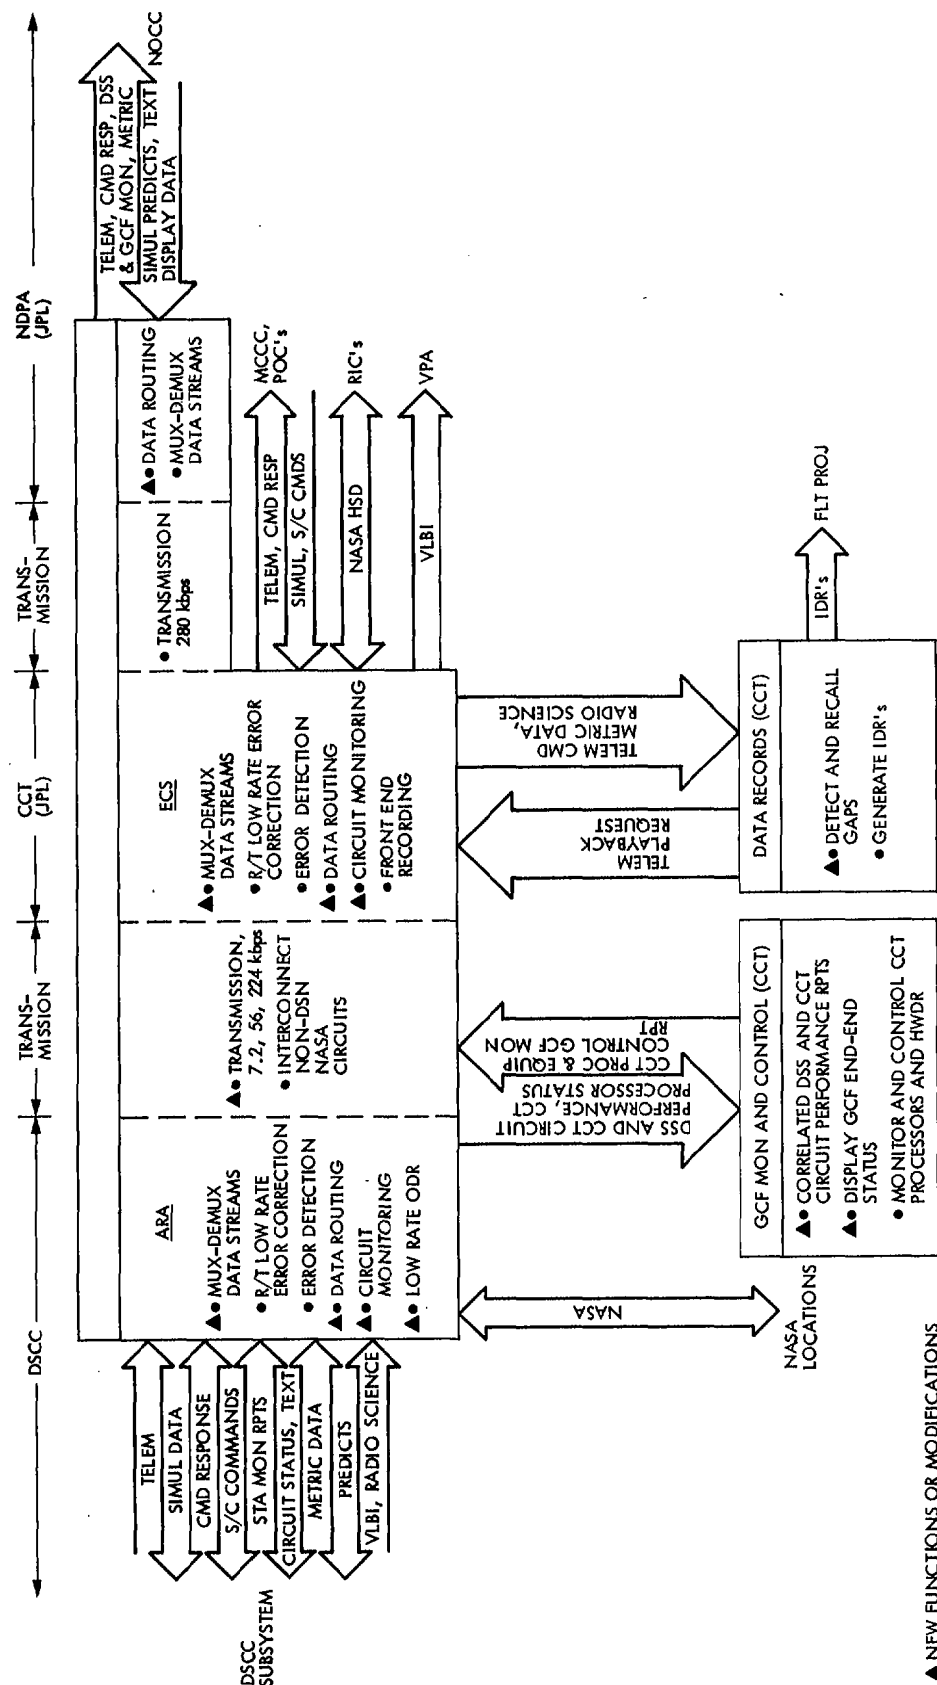 DSCC
TRANS-
MISSION
CCT
(JPL)
TRANS-
MISSION
NDPA
(JPL)
DSCC
SUBSYSTEM
TELEM
SIMUL DATA
CMD RESPONSE
S/C COMMANDS
STA MON RPTS
CIRCUIT STATUS, TEXT
METRIC DATA
PREDICTS
VLBI, RADIO SCIENCE
ARA
▲● MUX-DEMUX
DATA STREAMS
● R/T LOW RATE
ERROR CORRECTION
● ERROR DETECTION
▲● DATA ROUTING
▲● CIRCUIT
MONITORING
▲● LOW RATE ODR
▲● TRANSMISSION,
7.2, 56, 224 kbps
● INTERCONNECT
NON-DSN
NASA
CIRCUITS
ECS
▲● MUX-DEMUX
DATA STREAMS
● R/T LOW RATE ERROR
CORRECTION
● ERROR DETECTION
▲● DATA ROUTING
▲● CIRCUIT MONITORING
● FRONT END
RECORDING
● TRANSMISSION
280 kbps
▲● DATA ROUTING
● MUX-DEMUX
DATA STREAMS
TELEM, CMD RESP, DSS
& GCF MON, METRIC
SIMUL PREDICTS, TEXT
DISPLAY DATA
NOCC
TELEM, CMD RESP
SIMUL, S/C CMDS
MCCC,
POC's
NASA HSD
RIC's
VLBI
VPA
NASA
NASA
LOCATIONS
DSS AND CCT CIRCUIT
PERFORMANCE, CCT
PROCESSOR STATUS
CCT PROC & EQUIP
CONTROL GCF MON
RPT
TELEM
PLAYBACK
REQUEST
TELEM CMD
METRIC DATA,
RADIO SCIENCE
GCF MON AND CONTROL (CCT)
▲● CORRELATED DSS AND CCT
CIRCUIT PERFORMANCE RPTS
▲● DISPLAY GCF END-END
STATUS
● MONITOR AND CONTROL CCT
PROCESSORS AND HWDR
DATA RECORDS (CCT)
▲● DETECT AND RECALL
GAPS
● GENERATE IDR's
IDR's
FLT PROJ
▲ NEW FUNCTIONS OR MODIFICATIONS